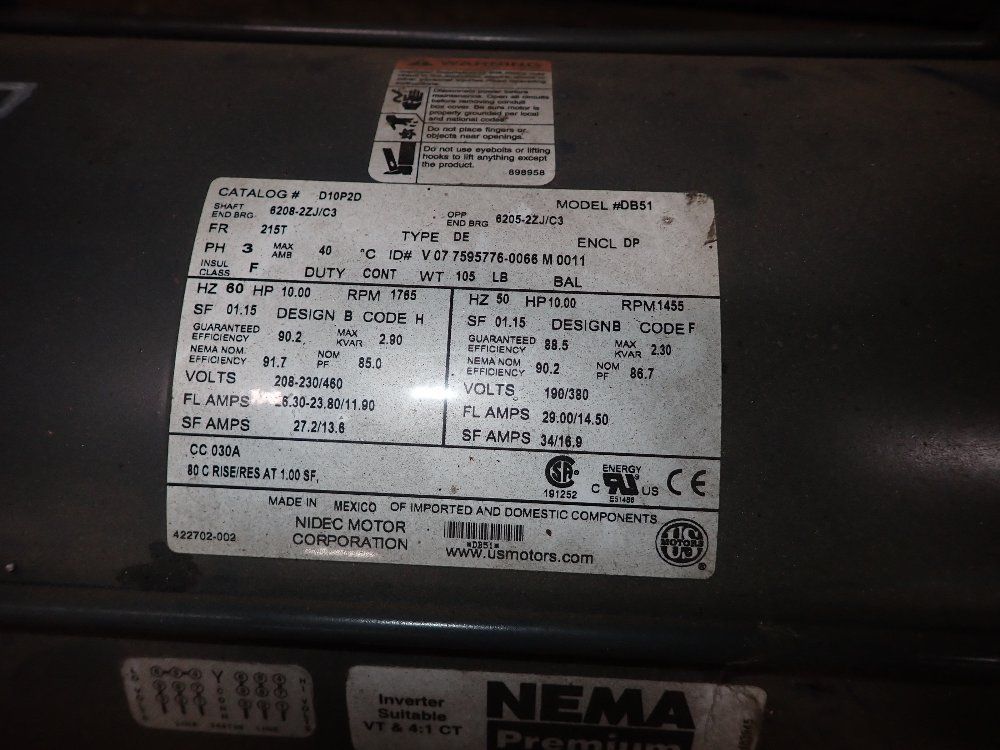 WARNING
Disconnect power before
maintenance. Open all circuits
before removing conduit
box cover. Be sure motor is
properly grounded per local
and national codes.
Do not place fingers or
objects near openings.
Do not use eyebolts or lifting
hooks to lift anything except
the product.
898958
CATALOG # D10P2D MODEL #DB51
SHAFT END BRG 6208-2ZJ/C3 OPP END BRG 6205-2ZJ/C3
FR 215T TYPE DE ENCL DP
PH 3 MAX AMB 40 °C ID# V 07 7595776-0066 M 0011
INSUL CLASS F DUTY CONT WT 105 LB BAL
HZ 60 HP 10.00 RPM 1765
SF 01.15 DESIGN B CODE H
GUARANTEED EFFICIENCY 90.2 MAX KVAR 2.90
NEMA NOM EFFICIENCY 91.7 NOM PF 85.0
VOLTS 208-230/460
FL AMPS 26.30-23.80/11.90
SF AMPS 27.2/13.6
HZ 50 HP 10.00 RPM 1455
SF 01.15 DESIGN B CODE F
GUARANTEED EFFICIENCY 88.5 MAX KVAR 2.30
NEMA NOM EFFICIENCY 90.2 NOM PF 86.7
VOLTS 190/380
FL AMPS 29.00/14.50
SF AMPS 34/16.9
CC 030A
80 C RISE/RES AT 1.00 SF,
SA
191252
ENERGY
C UR US
E51486
CE
MADE IN MEXICO OF IMPORTED AND DOMESTIC COMPONENTS
NIDEC MOTOR
CORPORATION
*DB51*
www.usmotors.com
422702-002
US MOTORS ®
Inverter
Suitable
VT & 4:1 CT
NEMA
Premium